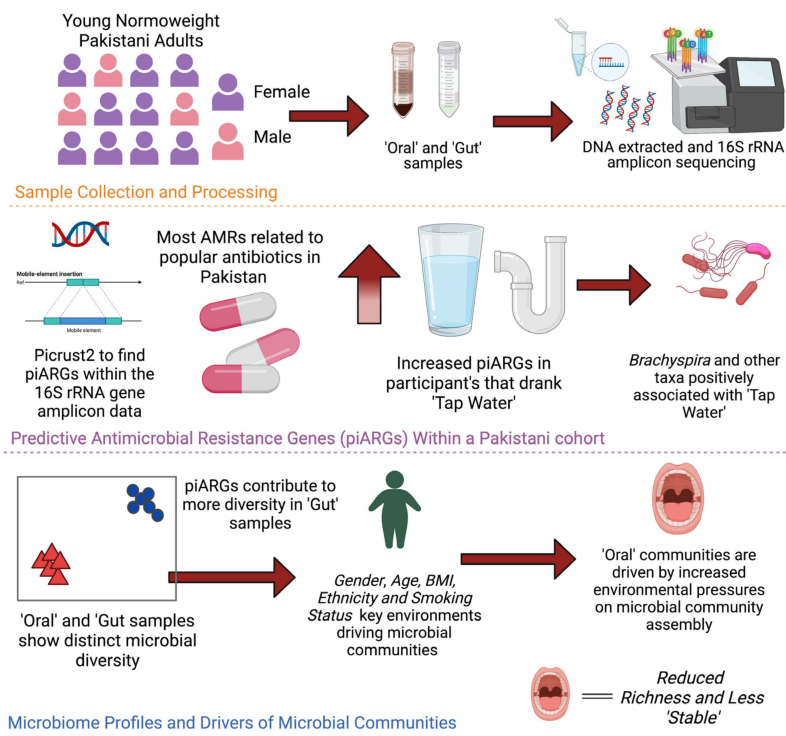 Young Normoweight
Pakistani Adults
Female
Male
'Oral' and 'Gut'
samples
DNA extracted and 16S rRNA
amplicon sequencing
Sample Collection and Processing
Mobile-element insertion
Ref.
Mobile element
Picrust2 to find
piARGs within the
16S rRNA gene
amplicon data
Most AMRs related to
popular antibiotics in
Pakistan
Increased piARGs in
participant's that drank
'Tap Water'
Brachyspira and other
taxa positively
associated with 'Tap
Water'
Predictive Antimicrobial Resistance Genes (piARGs) Within a Pakistani cohort
'Oral' and 'Gut samples
show distinct microbial
diversity
piARGs contribute to
more diversity in 'Gut'
samples
Gender, Age, BMI,
Ethnicity and Smoking
Status key environments
driving microbial
communities
'Oral' communities are
driven by increased
environmental pressures
on microbial community
assembly
Reduced
Richness and Less
'Stable'
Microbiome Profiles and Drivers of Microbial Communities